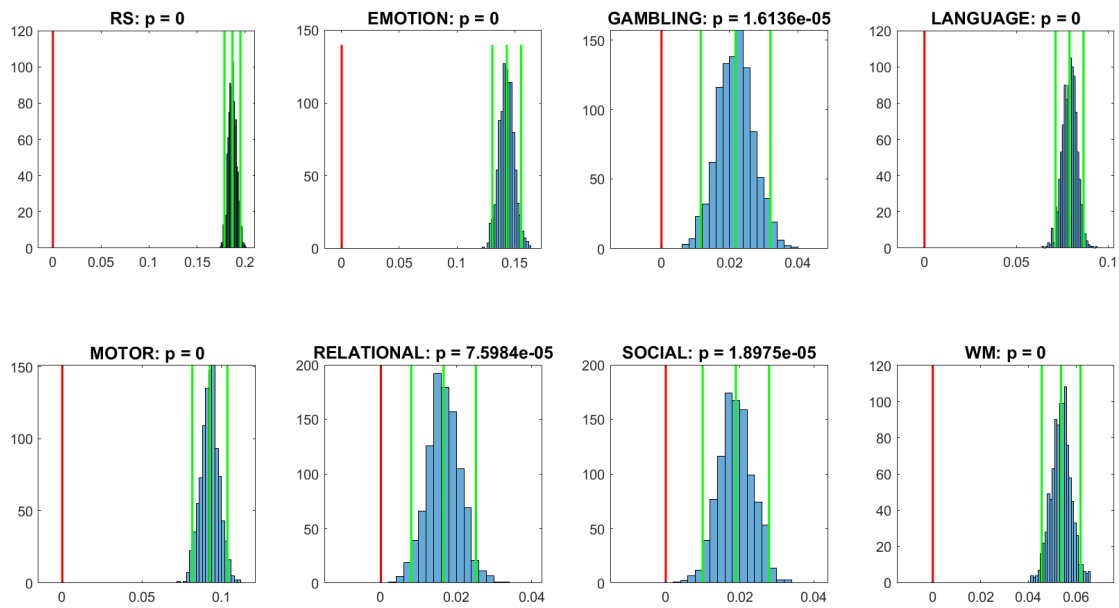 RS: p = 0
120
100
80
60
40
20
0
0 0.05 0.1 0.15 0.2
EMOTION: p = 0
150
100
50
0
0 0.05 0.1 0.15
GAMBLING: p = 1.6136e-05
150
100
50
0
0 0.02 0.04
LANGUAGE: p = 0
120
100
80
60
40
20
0
0 0.05 0.1
MOTOR: p = 0
150
100
50
0
0 0.05 0.1
RELATIONAL: p = 7.5984e-05
200
150
100
50
0
0 0.02 0.04
SOCIAL: p = 1.8975e-05
200
150
100
50
0
0 0.02 0.04
WM: p = 0
120
100
80
60
40
20
0
0 0.02 0.04 0.06